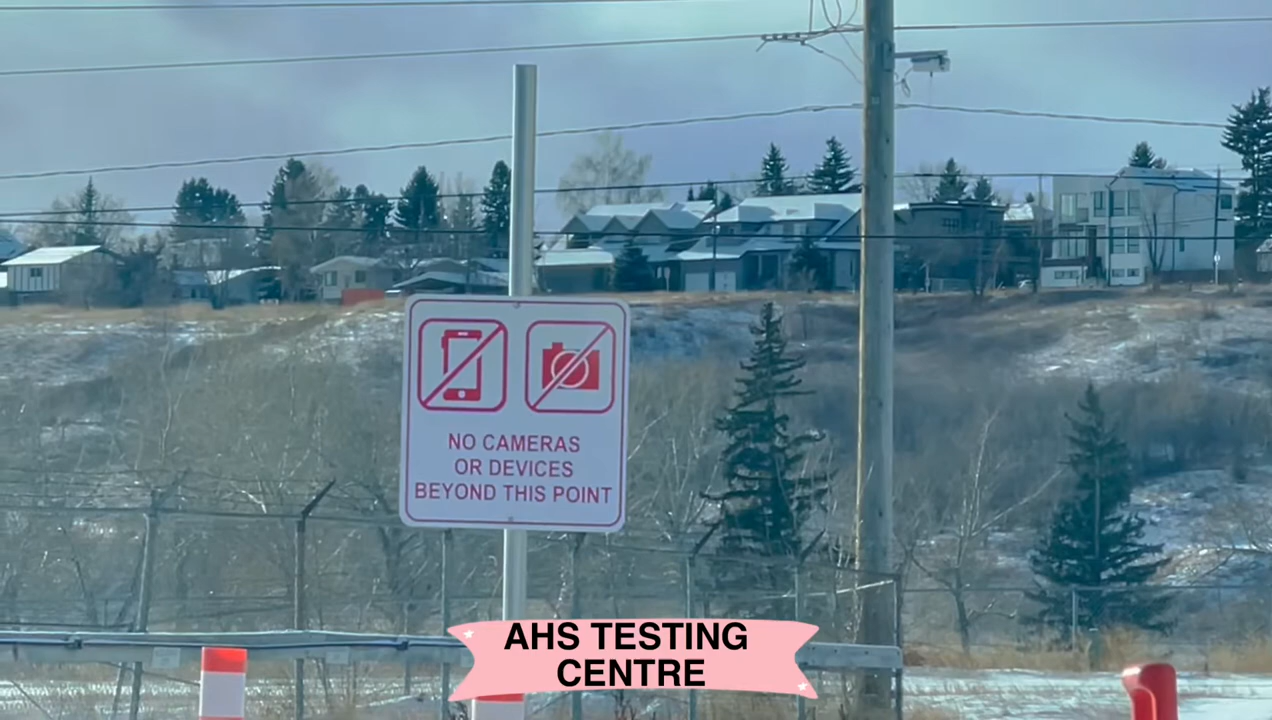 NO CAMERAS
OR DEVICES
BEYOND THIS POINT
AHS TESTING
CENTRE